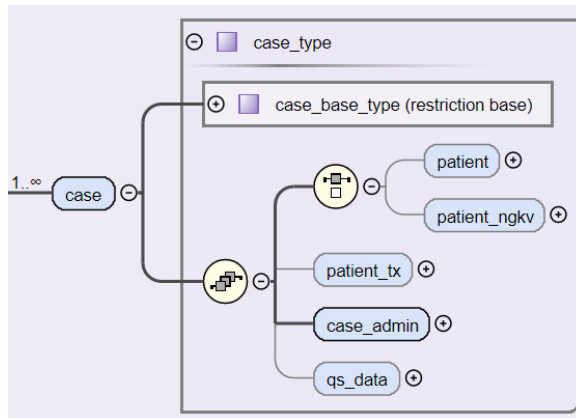 case_type
case_base_type (restriction base)
1..∞
case
patient
patient_ngkv
patient_tx
case_admin
qs_data